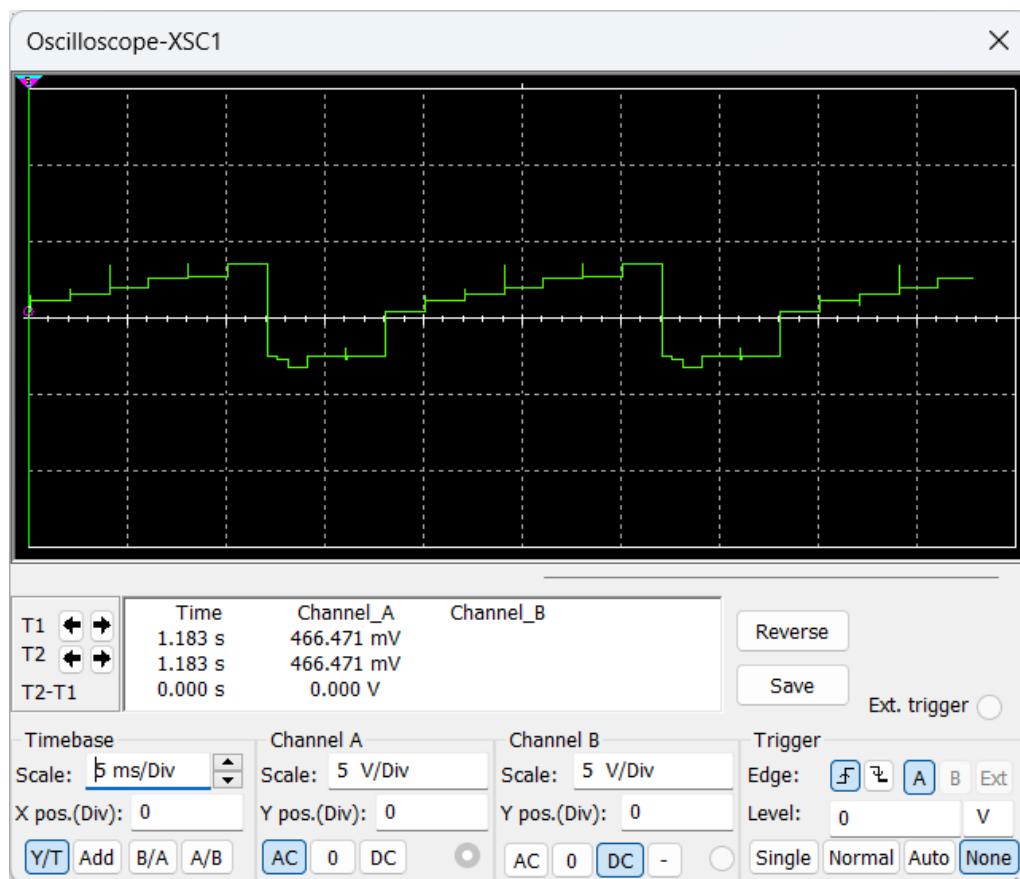 Oscilloscope-XSC1
Time Channel_A Channel_B
T1 1.183 s 466.471 mV
T2 1.183 s 466.471 mV
T2-T1 0.000 s 0.000 V
Reverse
Save
Ext. trigger
Timebase Channel A Channel B Trigger
Scale: 5 ms/Div Scale: 5 V/Div Scale: 5 V/Div Edge: A B Ext
X pos.(Div): 0 Y pos.(Div): 0 Y pos.(Div): 0 Level: 0 V
Y/T Add B/A A/B AC 0 DC AC 0 DC - Single Normal Auto None